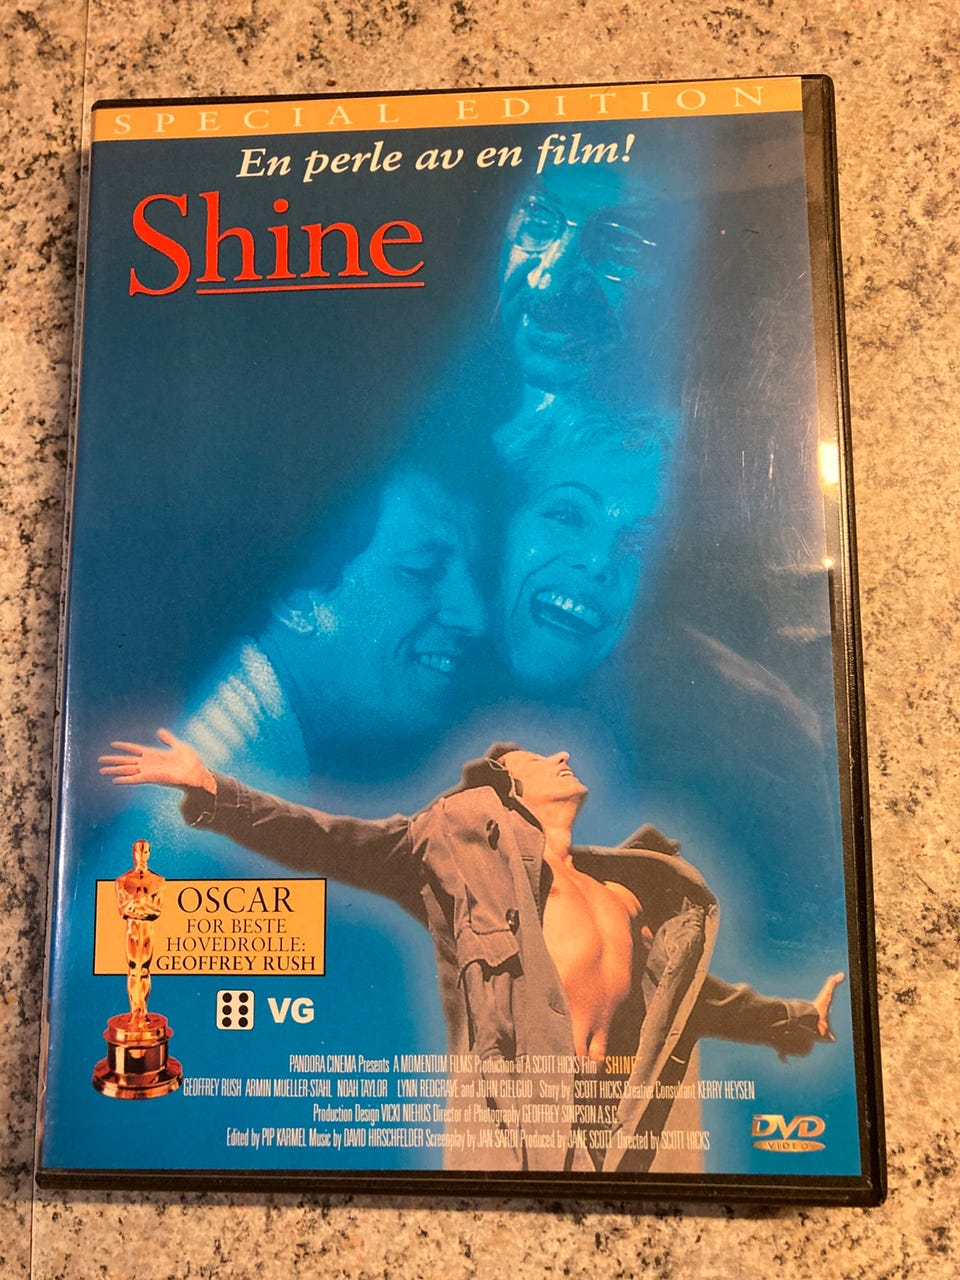 SPECIAL EDITION
En perle av en film!
Shine
OSCAR
FOR BESTE
HOVEDROLLE:
GEOFFREY RUSH
VG
PANDORA CINEMA Presents A MOMENTUM FILMS Production of A SCOTT HICKS Film "SHINE"
GEOFFREY RUSH ARMIN MUELLER-STAHL NOAH TAYLOR LYNN REDGRAVE and JOHN GIELGUD Story by SCOTT HICKS Creative Consultant KERRY HEYSEN
Production Design VICKI NIEHUS Director of Photography GEOFFREY SIMPSON A.S.C.
Edited by PIP KARMEL Music by DAVID HIRSCHFELDER Screenplay by JAN SARDI Produced by JANE SCOTT Directed by SCOTT HICKS
DVD
VIDEO